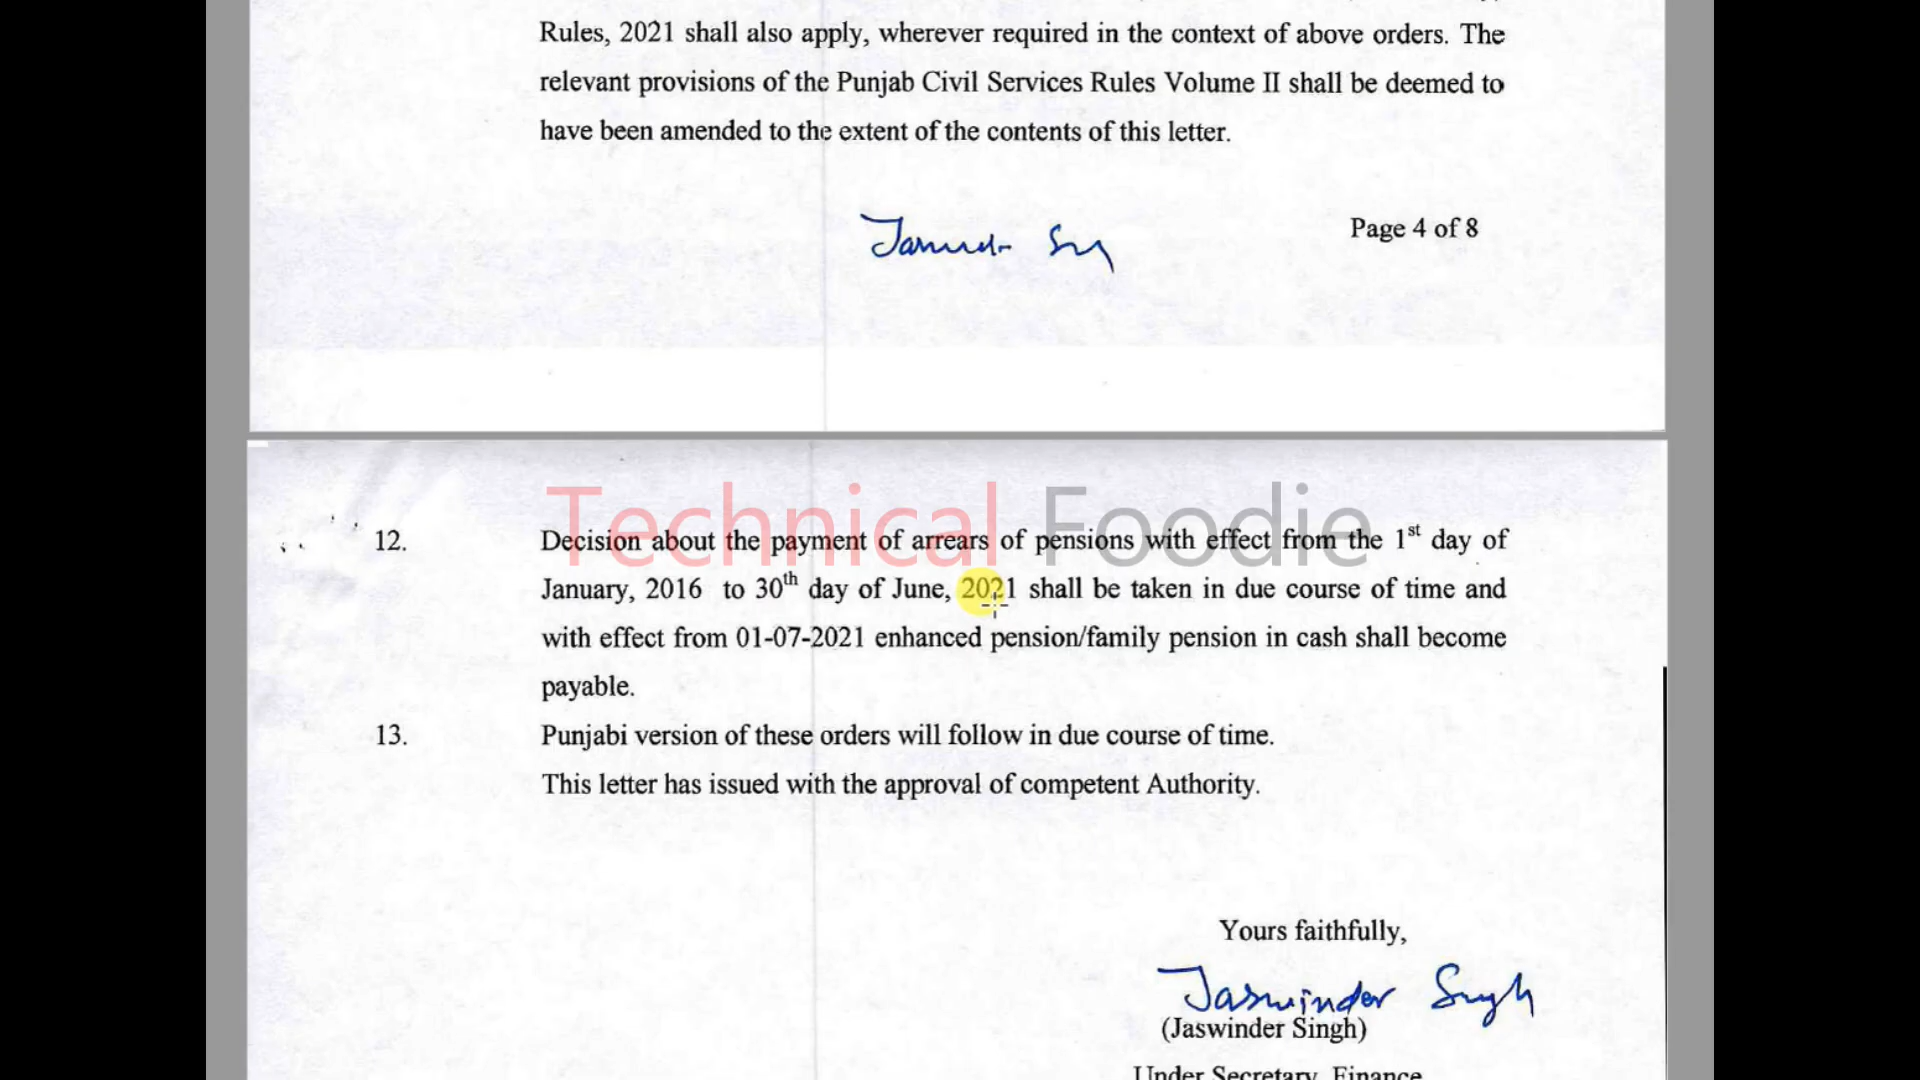 Rules, 2021 shall also apply, wherever required in the context of above orders. The
relevant provisions of the Punjab Civil Services Rules Volume II shall be deemed to
have been amended to the extent of the contents of this letter.
Page 4 of 8
Technical Foodie
12. Decision about the payment of arrears of pensions with effect from the 1st day of
January, 2016 to 30th day of June, 2021 shall be taken in due course of time and
with effect from 01-07-2021 enhanced pension/family pension in cash shall become
payable.
13. Punjabi version of these orders will follow in due course of time.
This letter has issued with the approval of competent Authority.
Yours faithfully,
Jaswinder Singh
(Jaswinder Singh)
Under Secretary, Finance